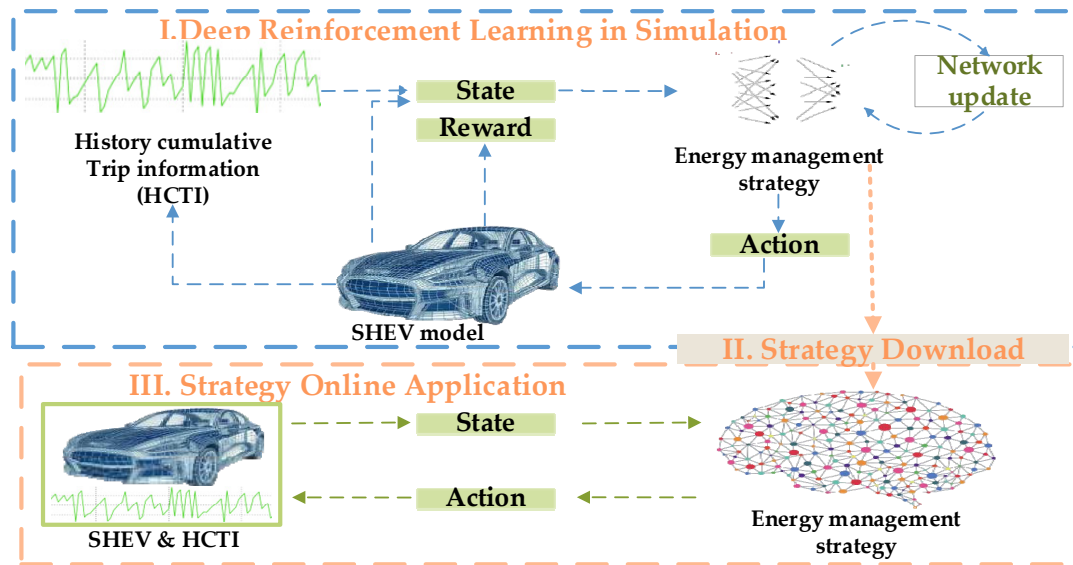 I.Deep Reinforcement Learning in Simulation
State
Reward
History cumulative
Trip information
(HCTI)
Network
update
Energy management
strategy
Action
SHEV model
II. Strategy Download
III. Strategy Online Application
State
Action
SHEV & HCTI
Energy management
strategy